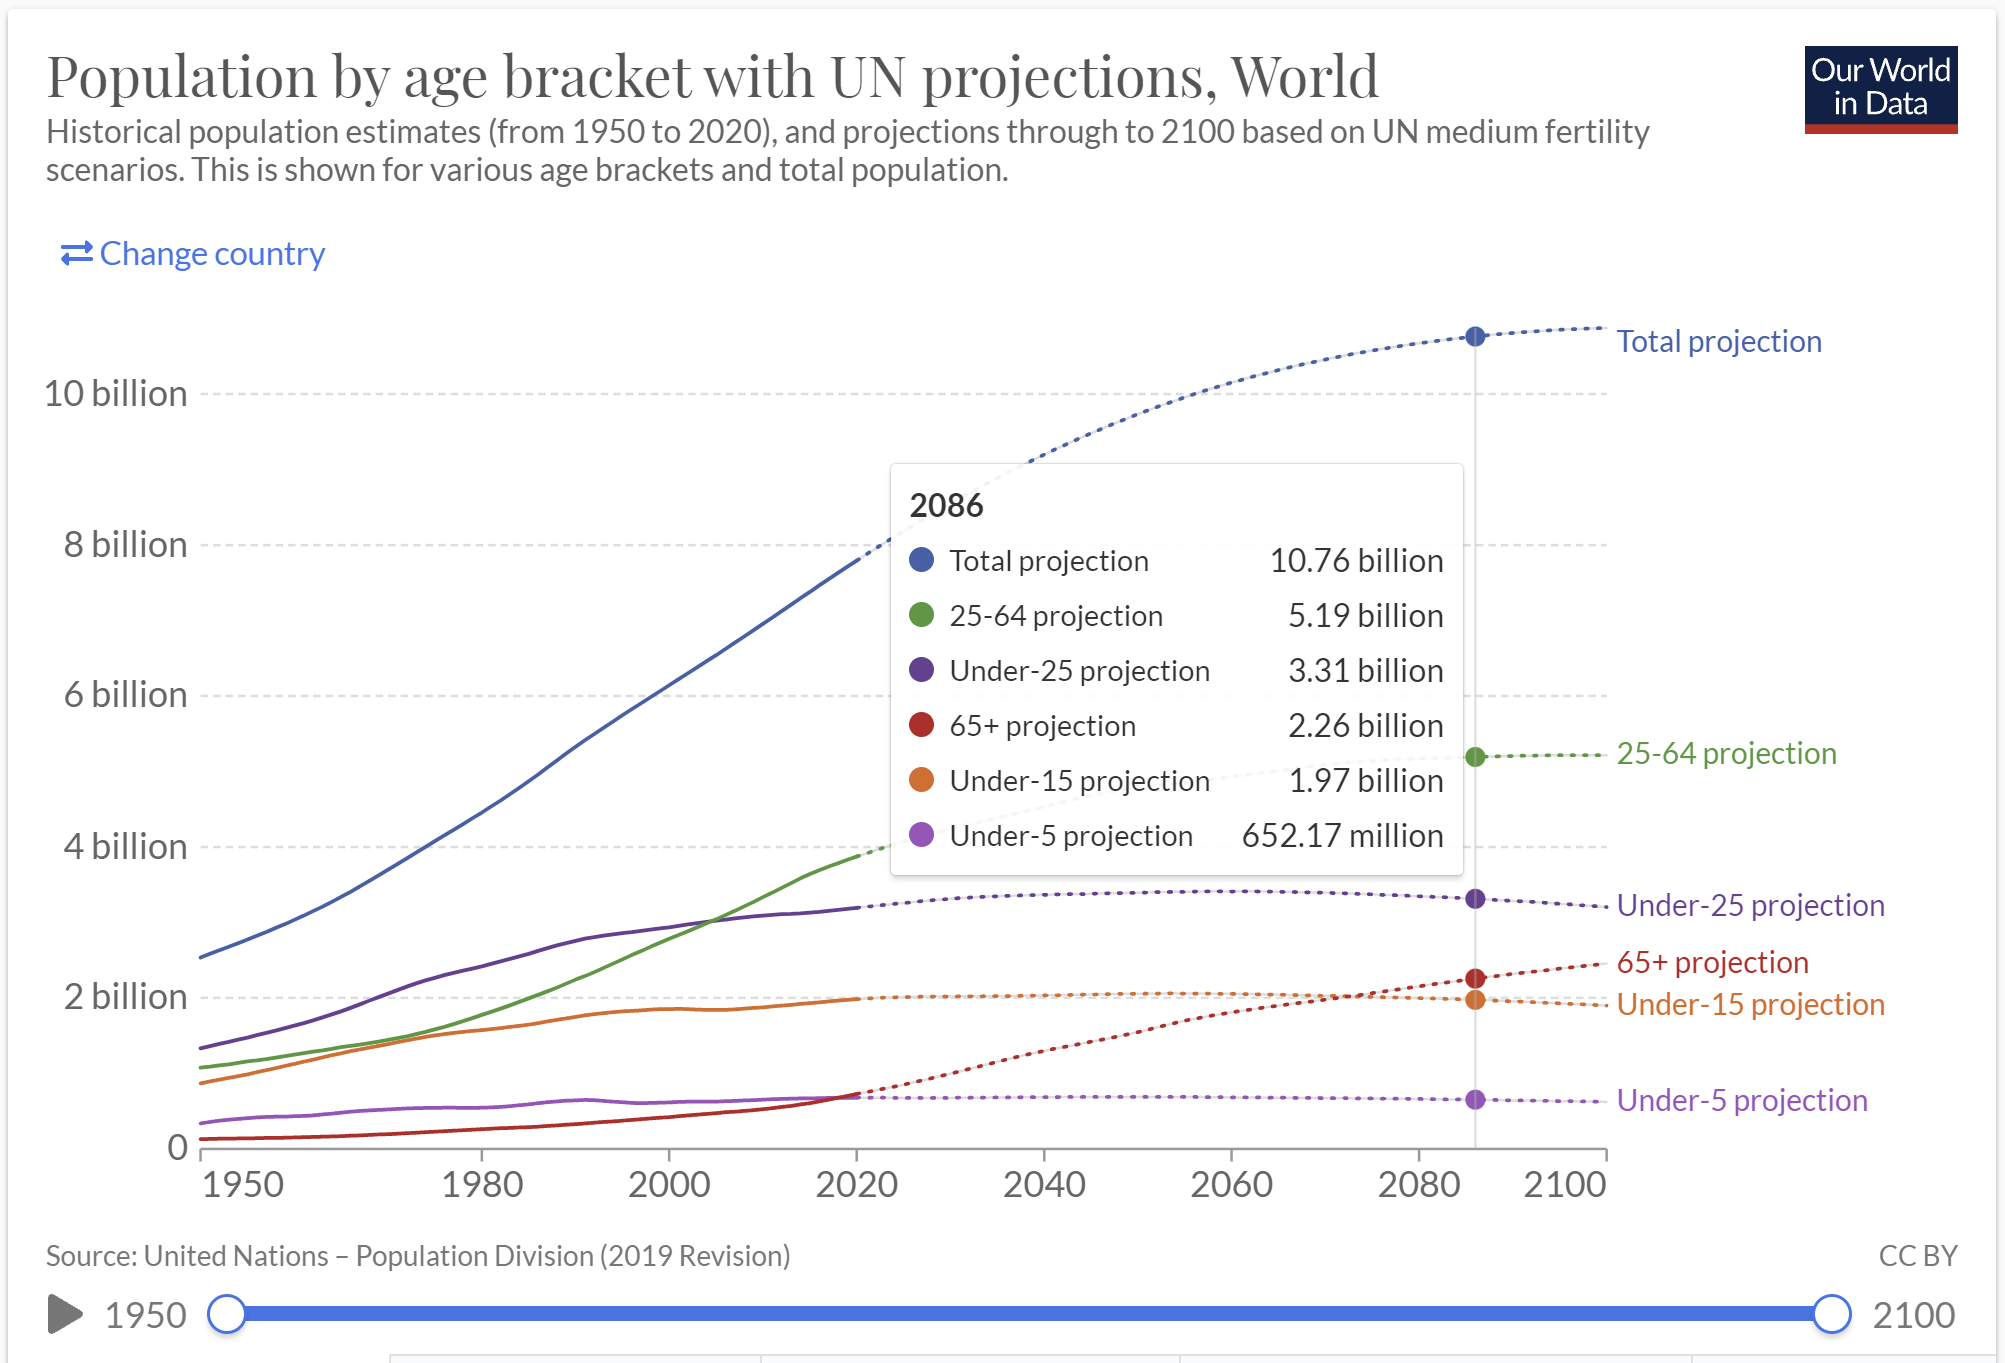 Population by age bracket with UN projections, World
Our World
in Data
Historical population estimates (from 1950 to 2020), and projections through to 2100 based on UN medium fertility
scenarios. This is shown for various age brackets and total population.
Change country
Total projection
10 billion
2086
8 billion
Total projection 10.76 billion
25-64 projection 5.19 billion
Under-25 projection 3.31 billion
6 billion
65+ projection 2.26 billion
25-64 projection
Under-15 projection 1.97 billion
Under-5 projection 652.17 million
4 billion
Under-25 projection
65+ projection
2 billion
Under-15 projection
Under-5 projection
0
1950 1980 2000 2020 2040 2060 2080 2100
Source: United Nations – Population Division (2019 Revision) CC BY
1950 2100